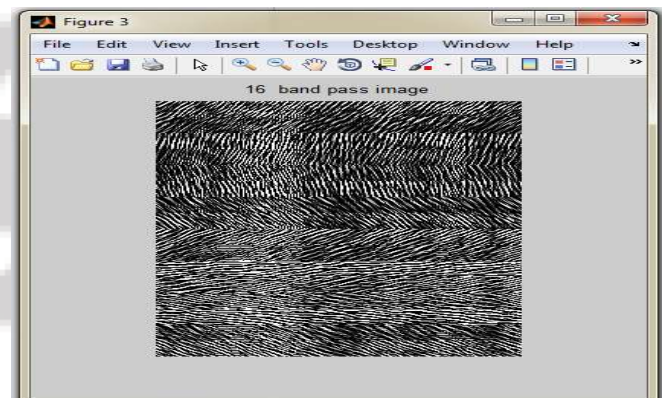 Figure 3
File Edit View Insert Tools Desktop Window Help
16 band pass image